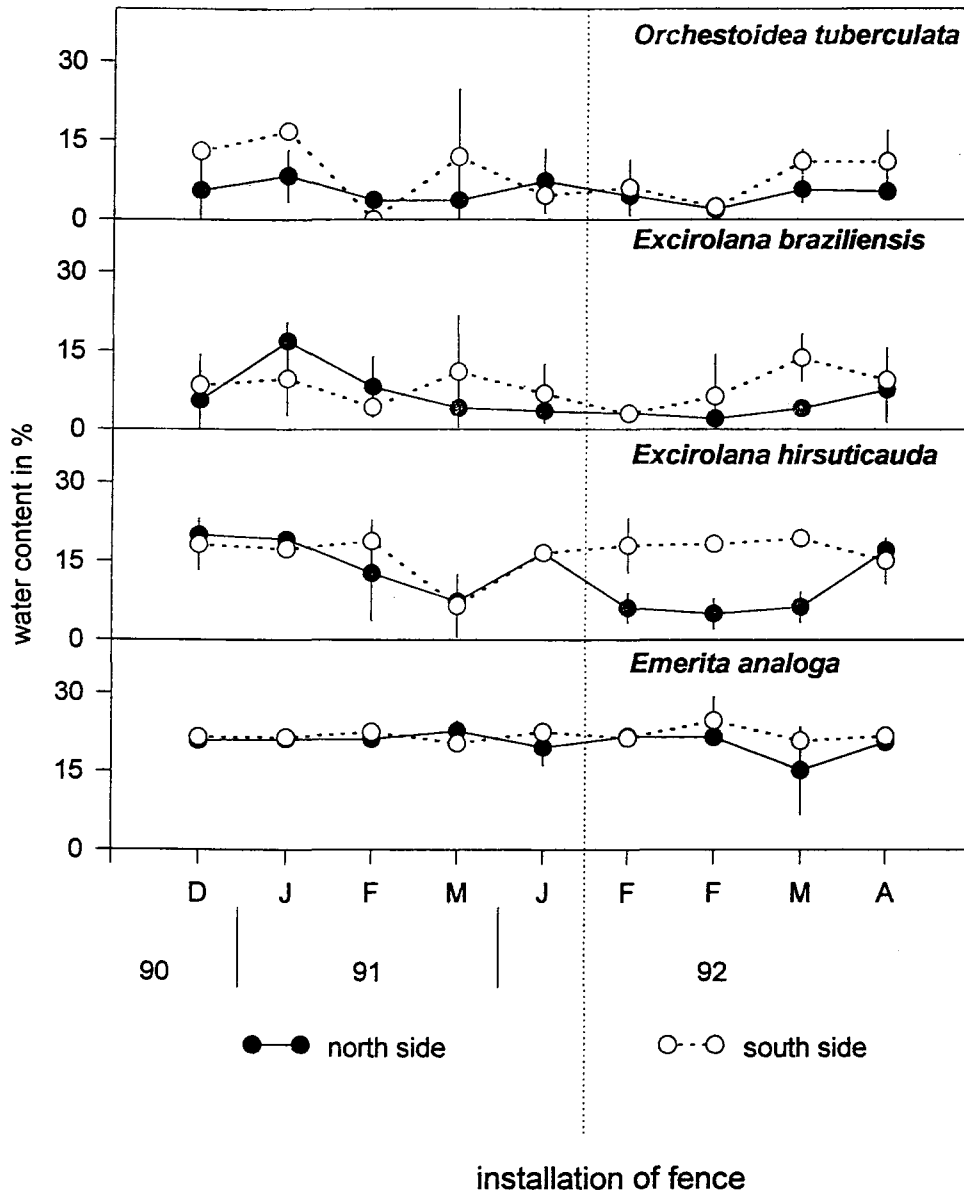 Orchestoidea tuberculata
30
15
0
Excirolana braziliensis
30
15
0
Excirolana hirsuticauda
30
15
0
Emerita analoga
30
15
0
water content in %
D J F M J F F M A
90 91 92
north side south side
installation of fence